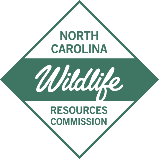 NORTH
CAROLINA
Wildlife
RESOURCES
COMMISSION